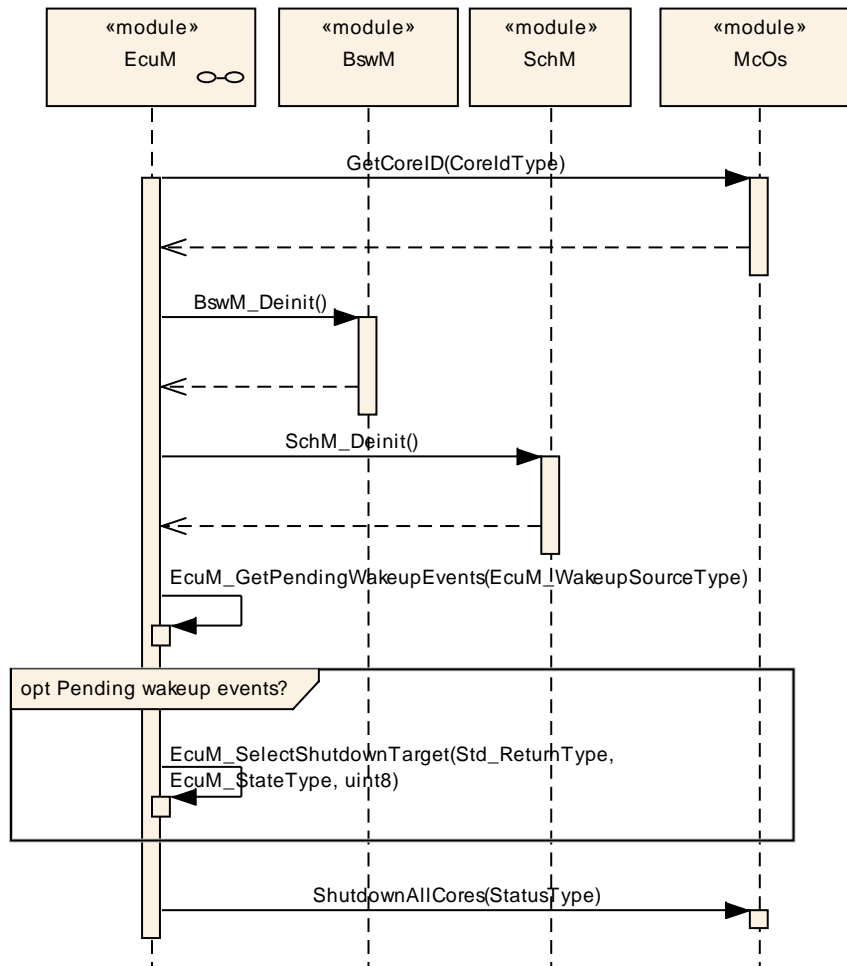 «module»
EcuM
«module»
BswM
«module»
SchM
«module»
McOs
GetCoreID(CoreIdType)
BswM_Deinit()
SchM_Deinit()
EcuM_GetPendingWakeupEvents(EcuM_WakeupSourceType)
opt Pending wakeup events?
EcuM_SelectShutdownTarget(Std_ReturnType,
EcuM_StateType, uint8)
ShutdownAllCores(StatusType)